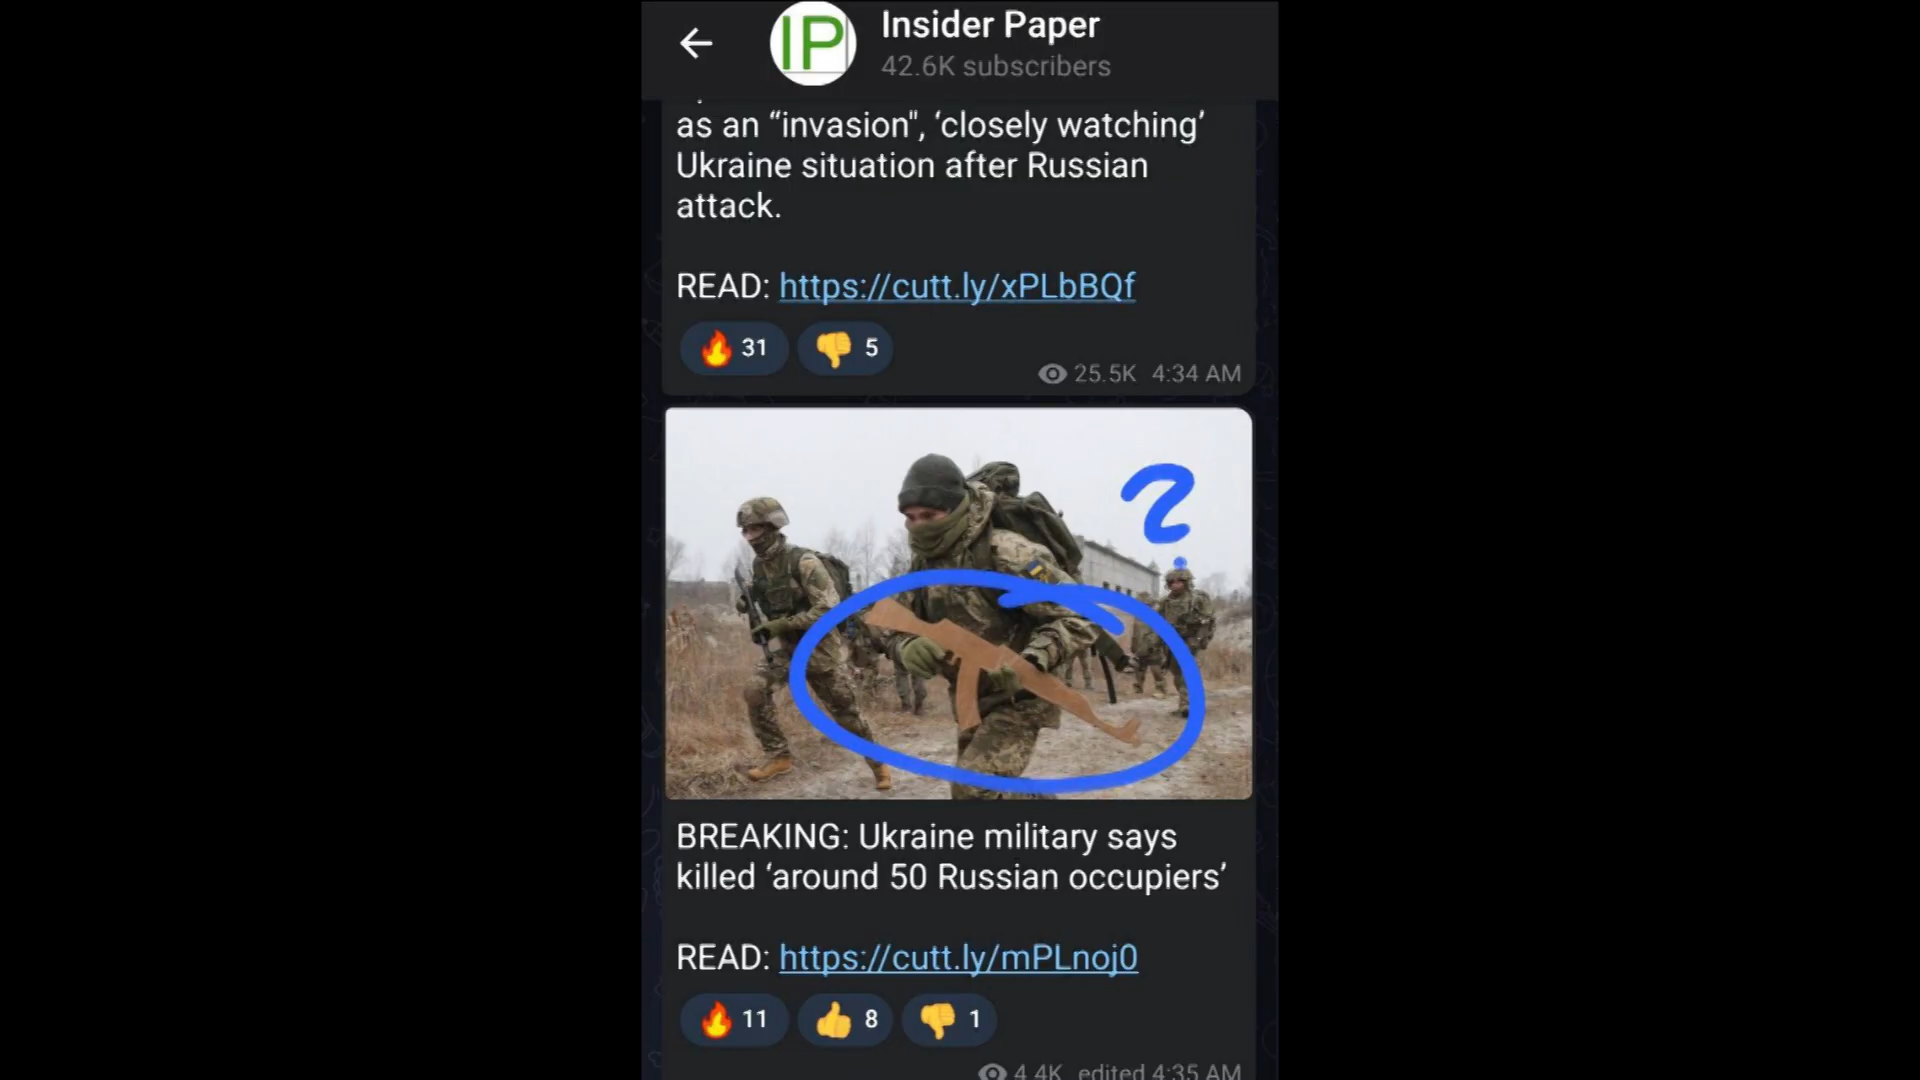 IP
Insider Paper
42.6K subscribers
as an “invasion", ‘closely watching’
Ukraine situation after Russian
attack.
READ: https://cutt.ly/xPLbBQf
31 5
25.5K 4:34 AM
?
BREAKING: Ukraine military says
killed ‘around 50 Russian occupiers’
READ: https://cutt.ly/mPLnoj0
11 8 1
4.4K edited 4:35 AM